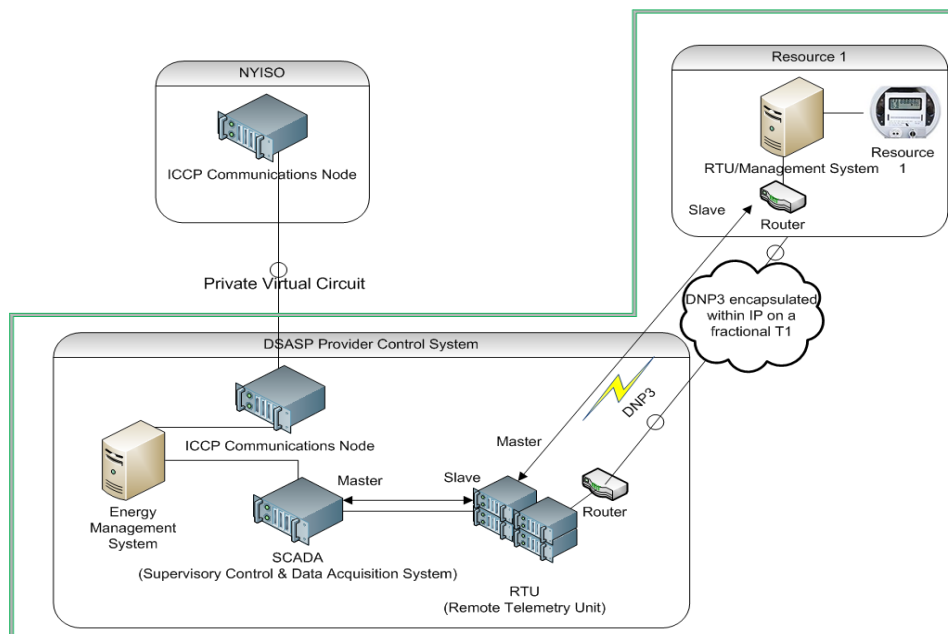 NYISO
ICCP Communications Node
Private Virtual Circuit
Resource 1
RTU/Management System
Resource
1
Slave
Router
DNP3 encapsulated
within IP on a
fractional T1
DSASP Provider Control System
ICCP Communications Node
Energy
Management
System
Master
Slave
SCADA
(Supervisory Control & Data Acquisition System)
Master
DNP3
Router
RTU
(Remote Telemetry Unit)